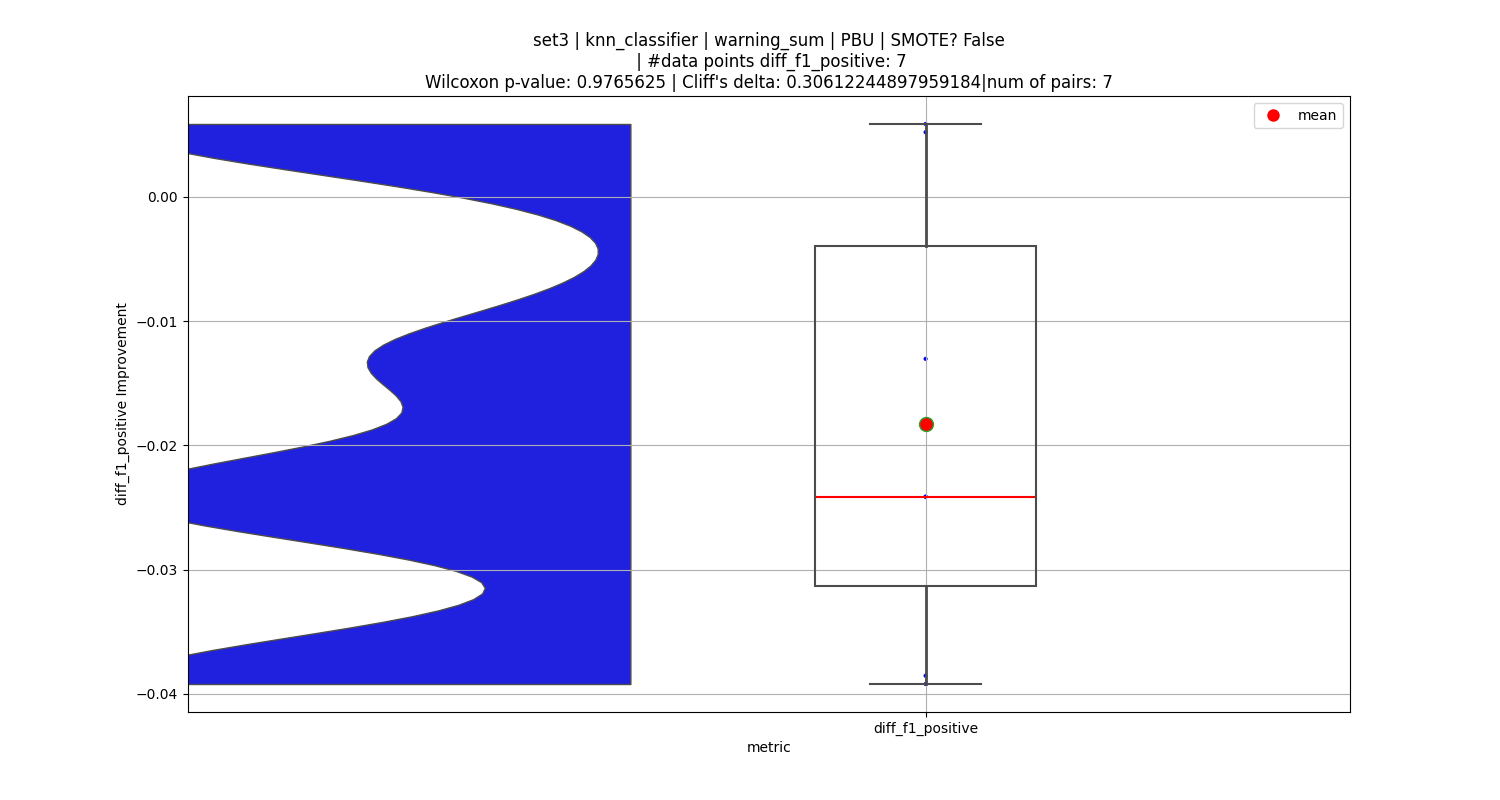 set3 | knn_classifier | warning_sum | PBU | SMOTE? False
| #data points diff_f1_positive: 7
Wilcoxon p-value: 0.9765625 | Cliff's delta: 0.30612244897959184|num of pairs: 7
mean
0.00
−0.01
−0.02
−0.03
−0.04
diff_f1_positive Improvement
diff_f1_positive
metric